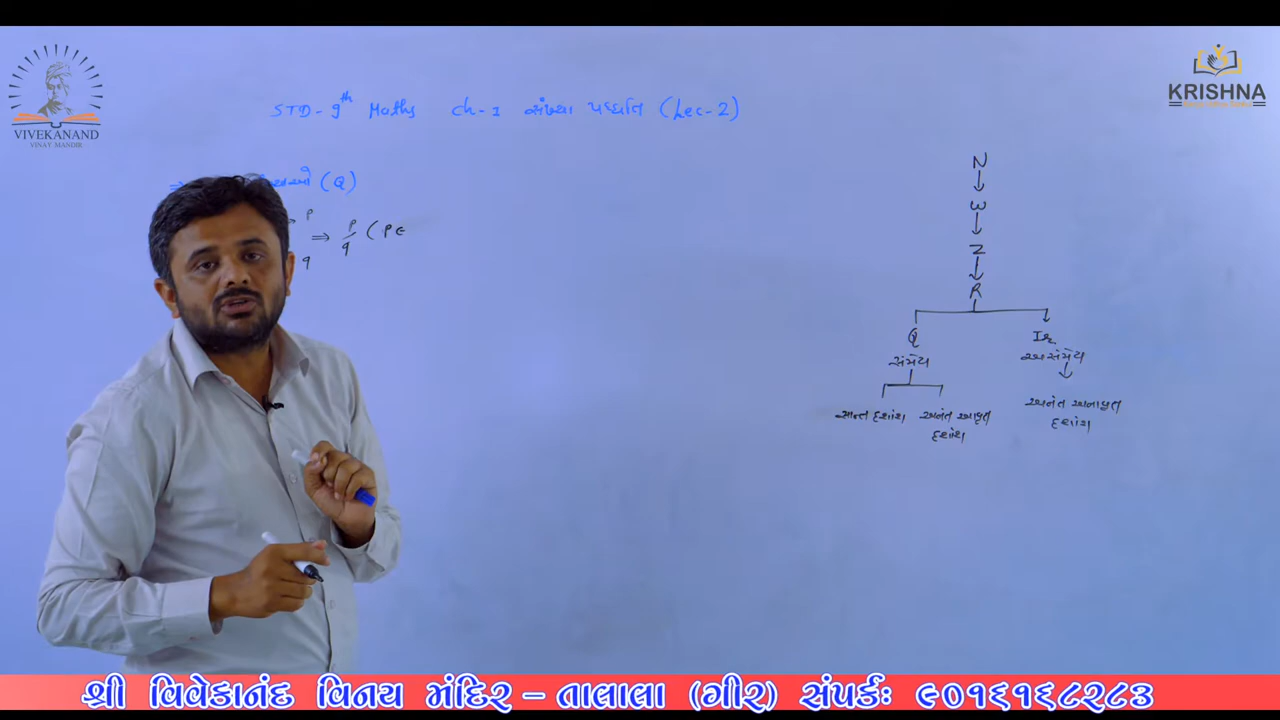 VIVEKANAND
VINAY MANDIR
KRISHNA
STD - 9th Maths ch-1 સંખ્યા પધ્ધતિ (Lec-2)
⇒ (Q)
p
q
⇒ p/q (p ∈
N
↓
W
↓
Z
↓
R
Q Ir
સંમેય અસંમેય
સાન્ત દશાંશ અનંત આવૃત દશાંશ
અનંત અનાવૃત દશાંશ
શ્રી વિવેકાનંદ વિનય મંદિર – તાલાલા (ગીર) સંપર્કઃ ૯૦૧૬૧૬૮૨૮૩